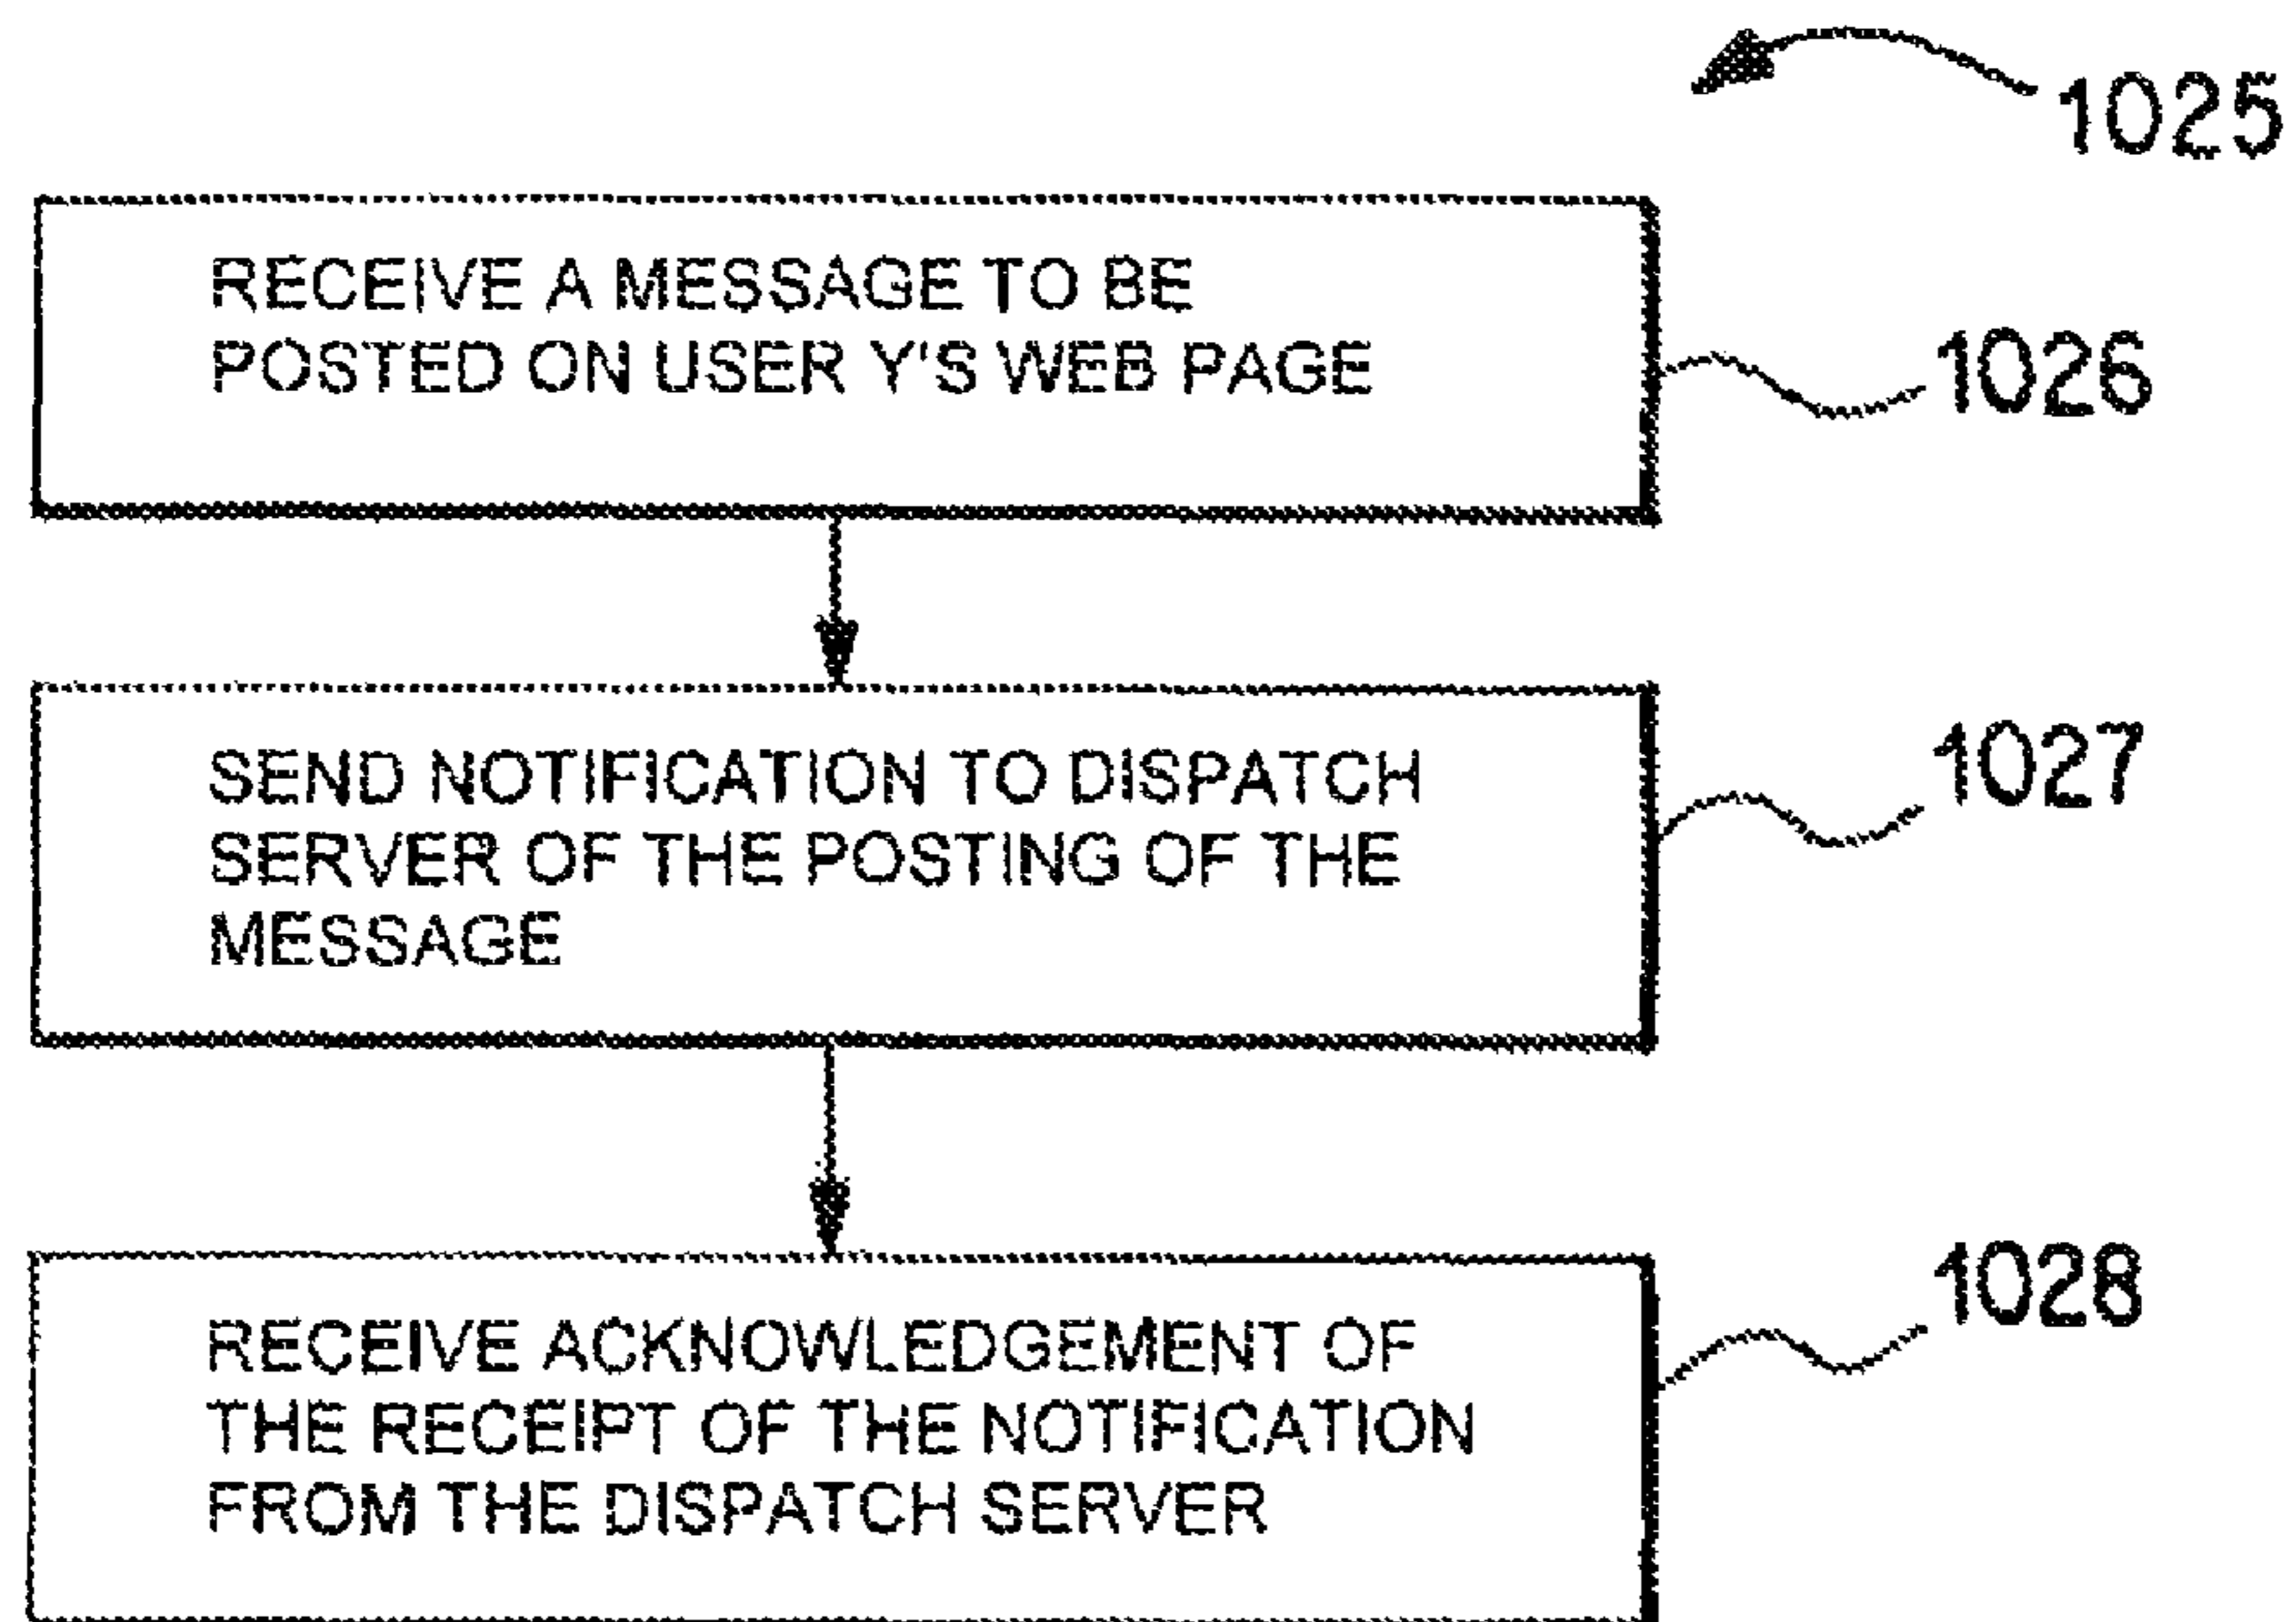 1025
RECEIVE A MESSAGE TO BE
POSTED ON USER Y'S WEB PAGE
1026
SEND NOTIFICATION TO DISPATCH
SERVER OF THE POSTING OF THE
MESSAGE
1027
RECEIVE ACKNOWLEDGEMENT OF
THE RECEIPT OF THE NOTIFICATION
FROM THE DISPATCH SERVER
1028